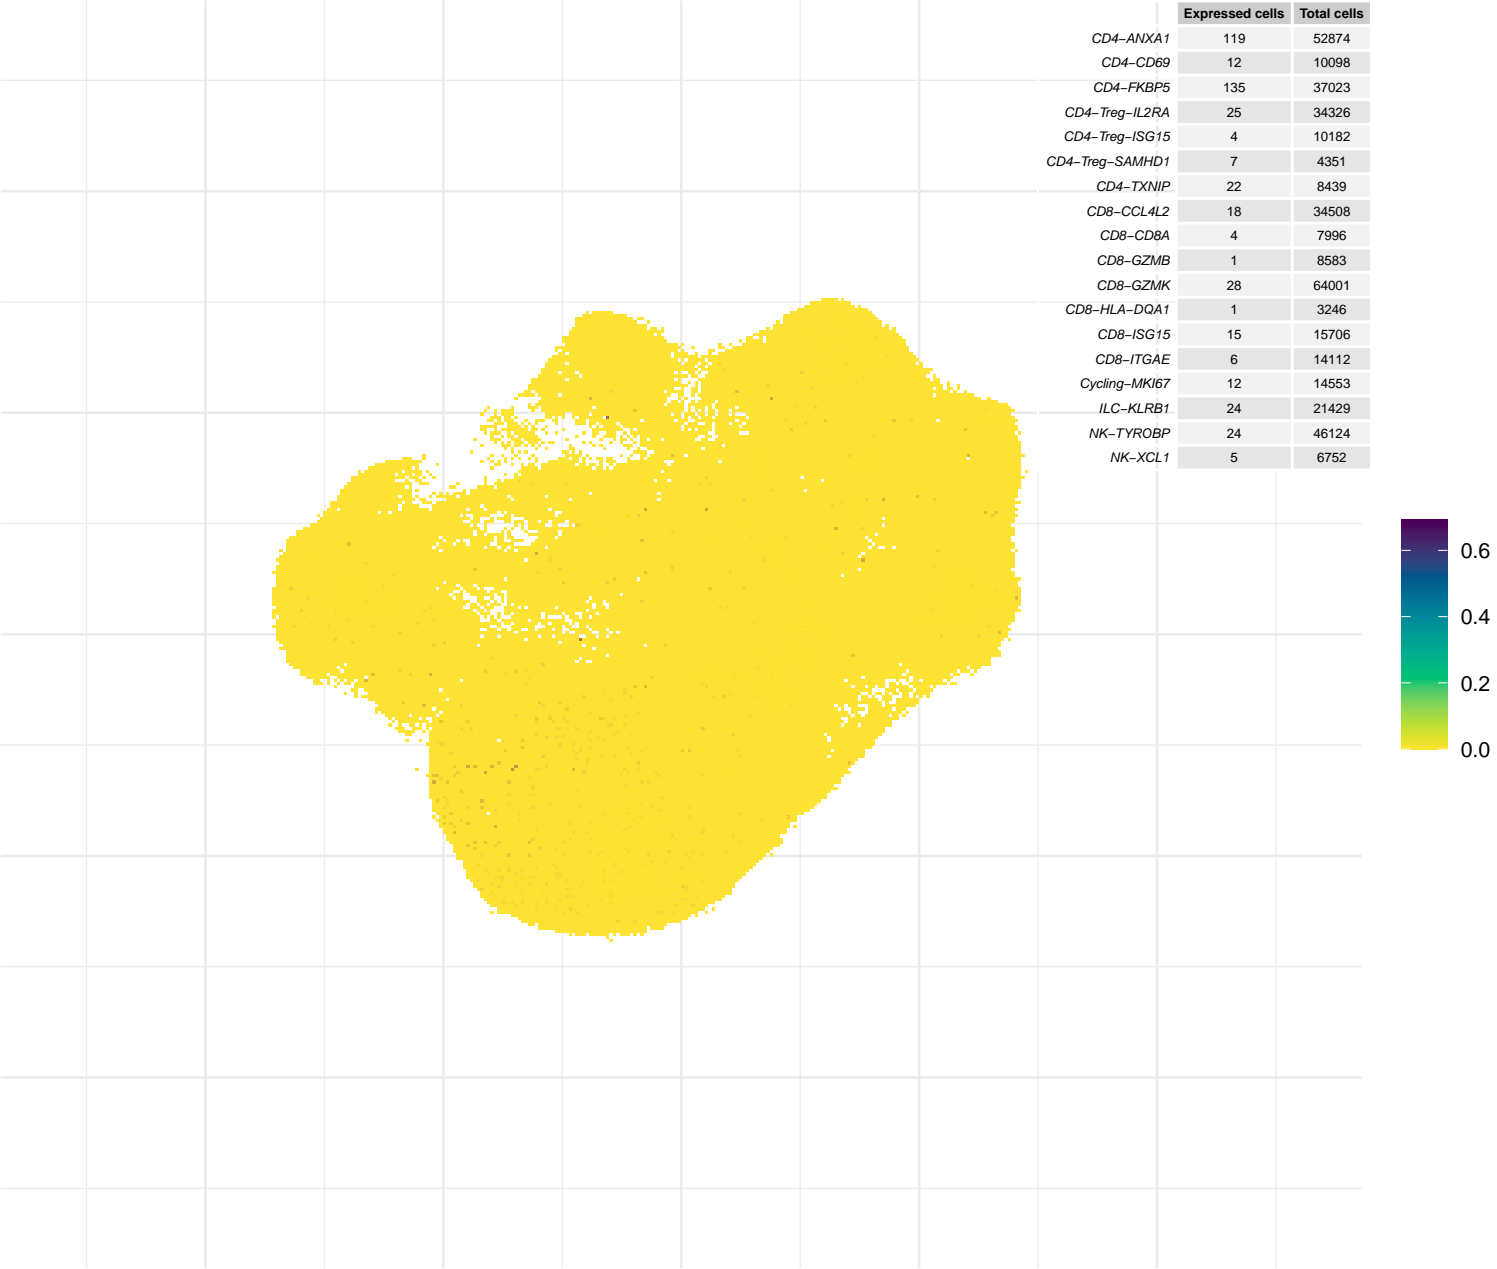 Expressed cells Total cells
CD4−ANXA1 119 52874
CD4−CD69 12 10098
CD4−FKBP5 135 37023
CD4−Treg−IL2RA 25 34326
CD4−Treg−ISG15 4 10182
CD4−Treg−SAMHD1 7 4351
CD4−TXNIP 22 8439
CD8−CCL4L2 18 34508
CD8−CD8A 4 7996
CD8−GZMB 1 8583
CD8−GZMK 28 64001
CD8−HLA−DQA1 1 3246
CD8−ISG15 15 15706
CD8−ITGAE 6 14112
Cycling−MKI67 12 14553
ILC−KLRB1 24 21429
NK−TYROBP 24 46124
NK−XCL1 5 6752
0.6
0.4
0.2
0.0